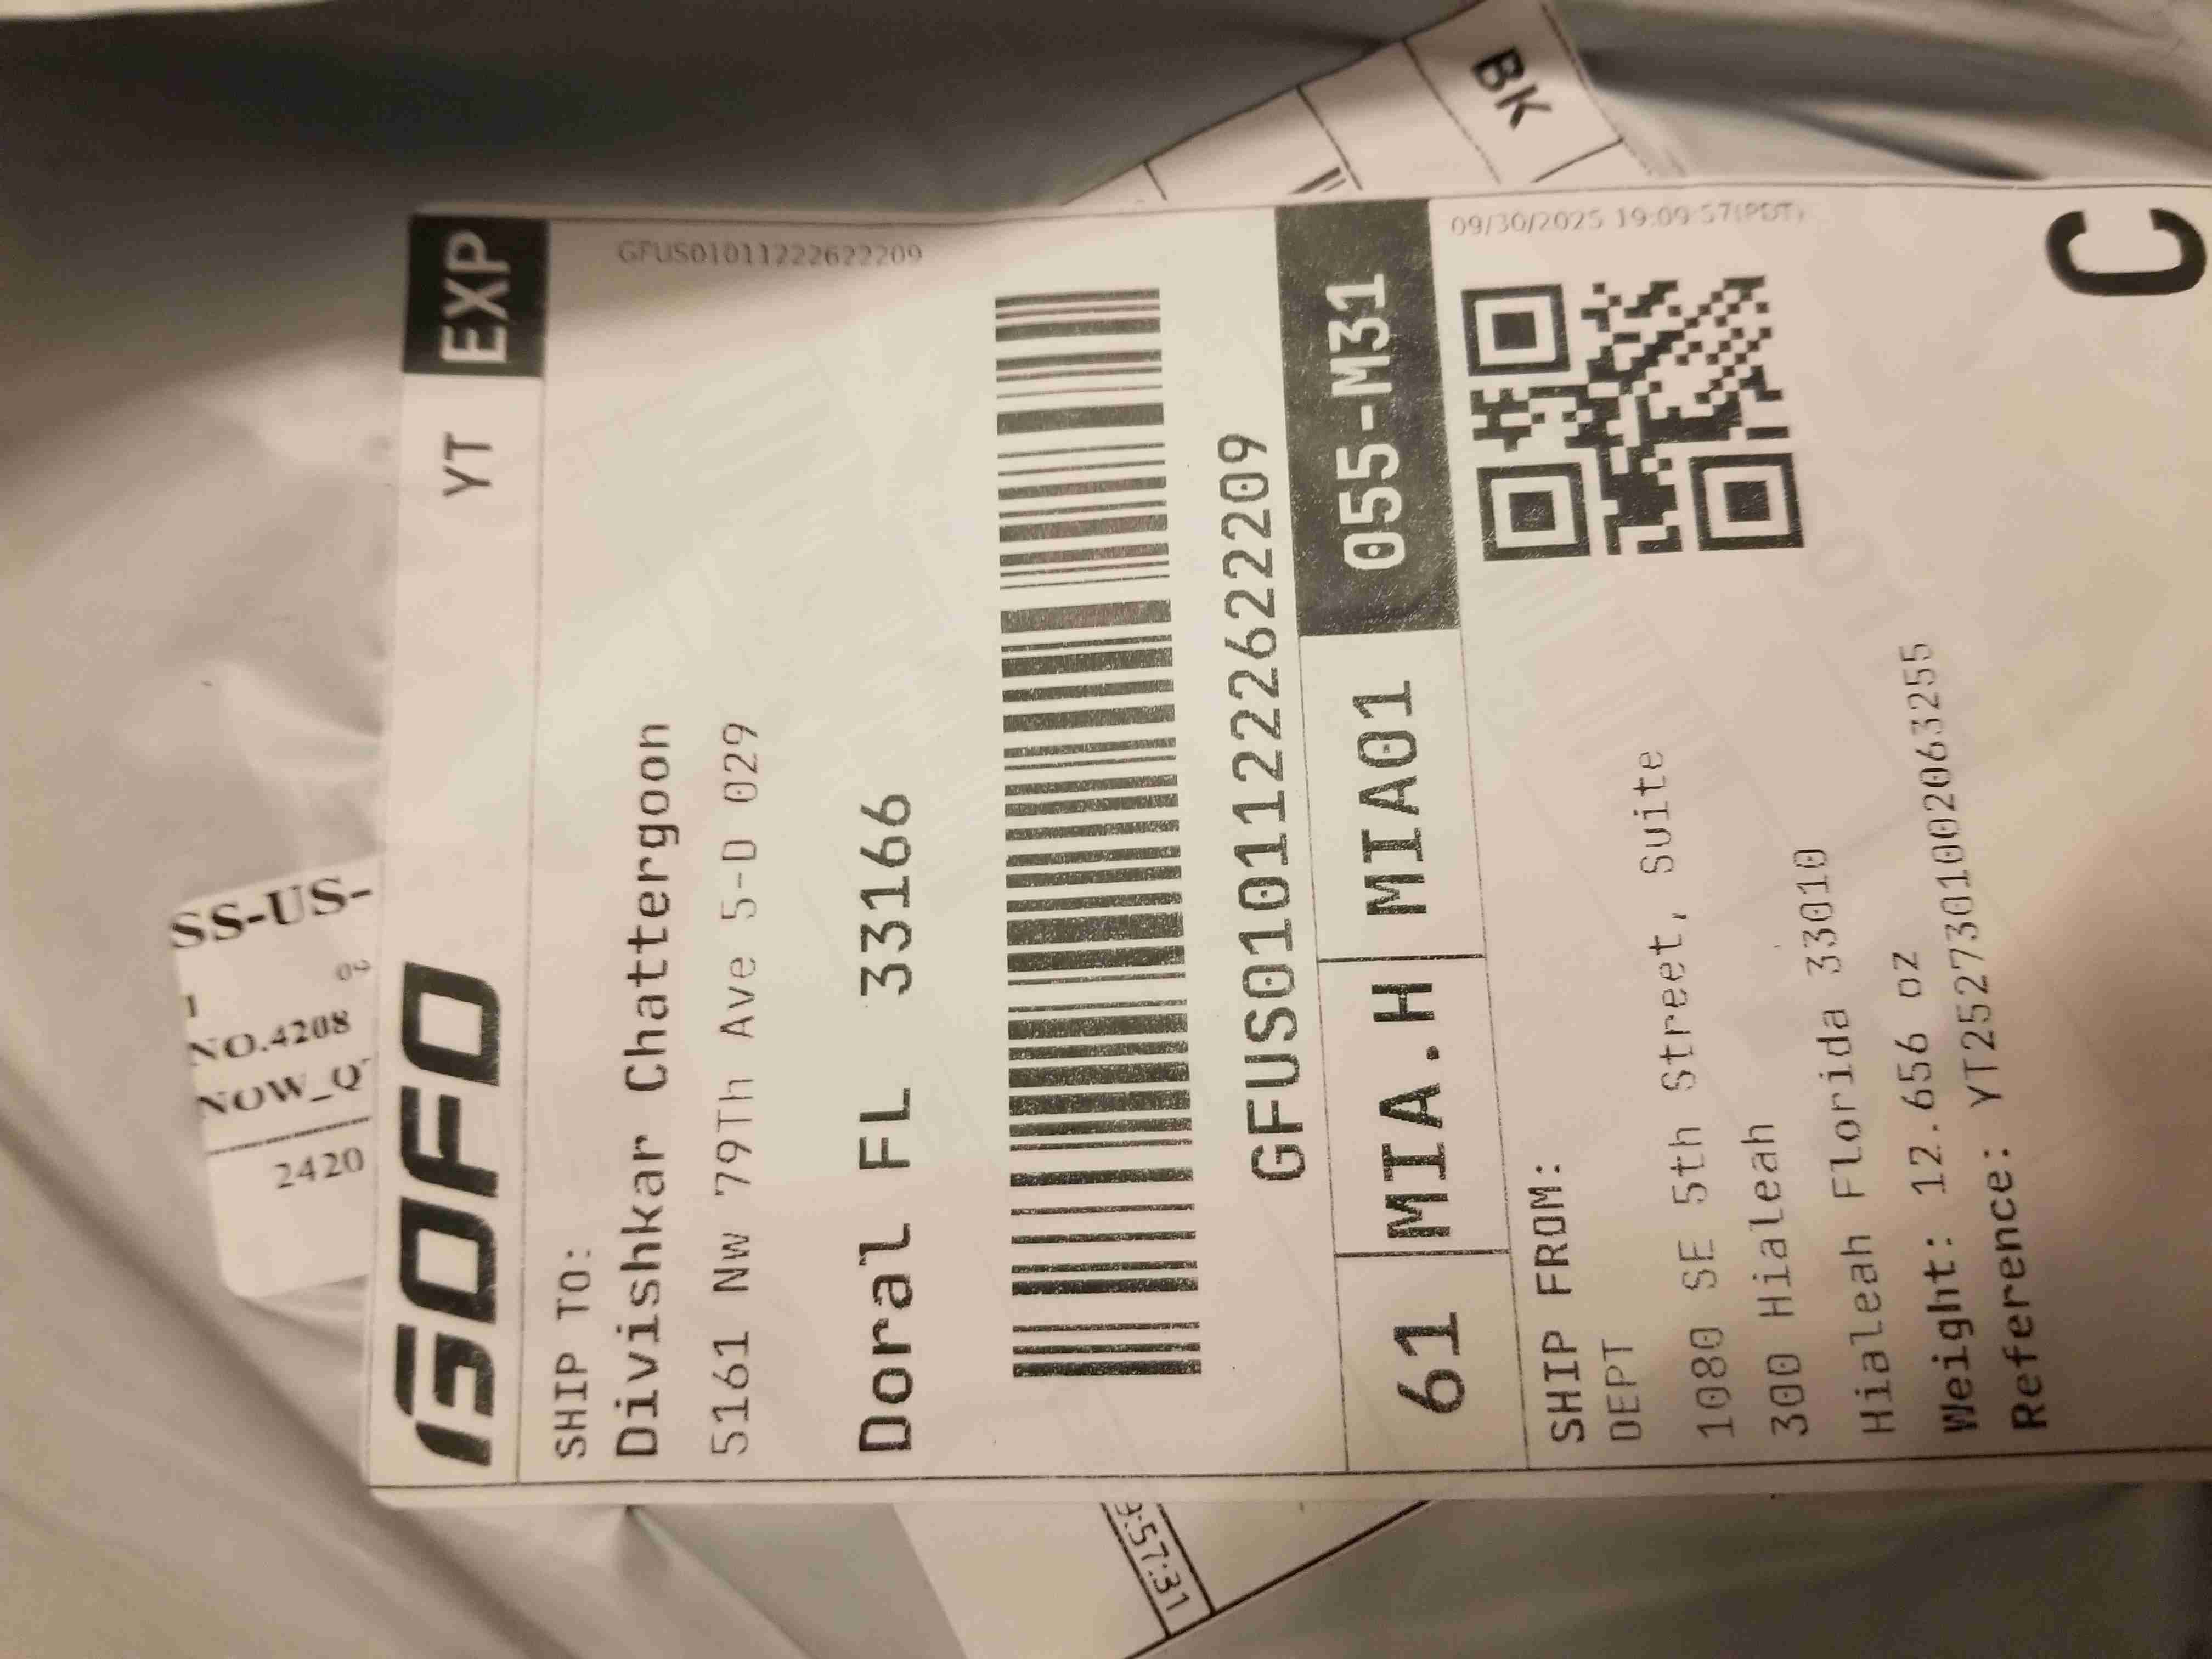 GOFO
YT
EXP
GFUS01011222622209
SHIP TO:
Divishkar Chattergoon
5161 Nw 79Th Ave 5-D 029
Doral FL 33166
GFUS01011222622209
61
MIA.H
MIA01
055-M31
09/30/2025 19:09:57(PDT)
SHIP FROM:
DEPT
1080 SE 5th Street, Suite
300 Hialeah
Hialeah Florida 33010
Weight: 12.656 oz
Reference: YT2527301002063255
C
BK
SS-US-
NO.4208
NOW_Q
2420
:57:31